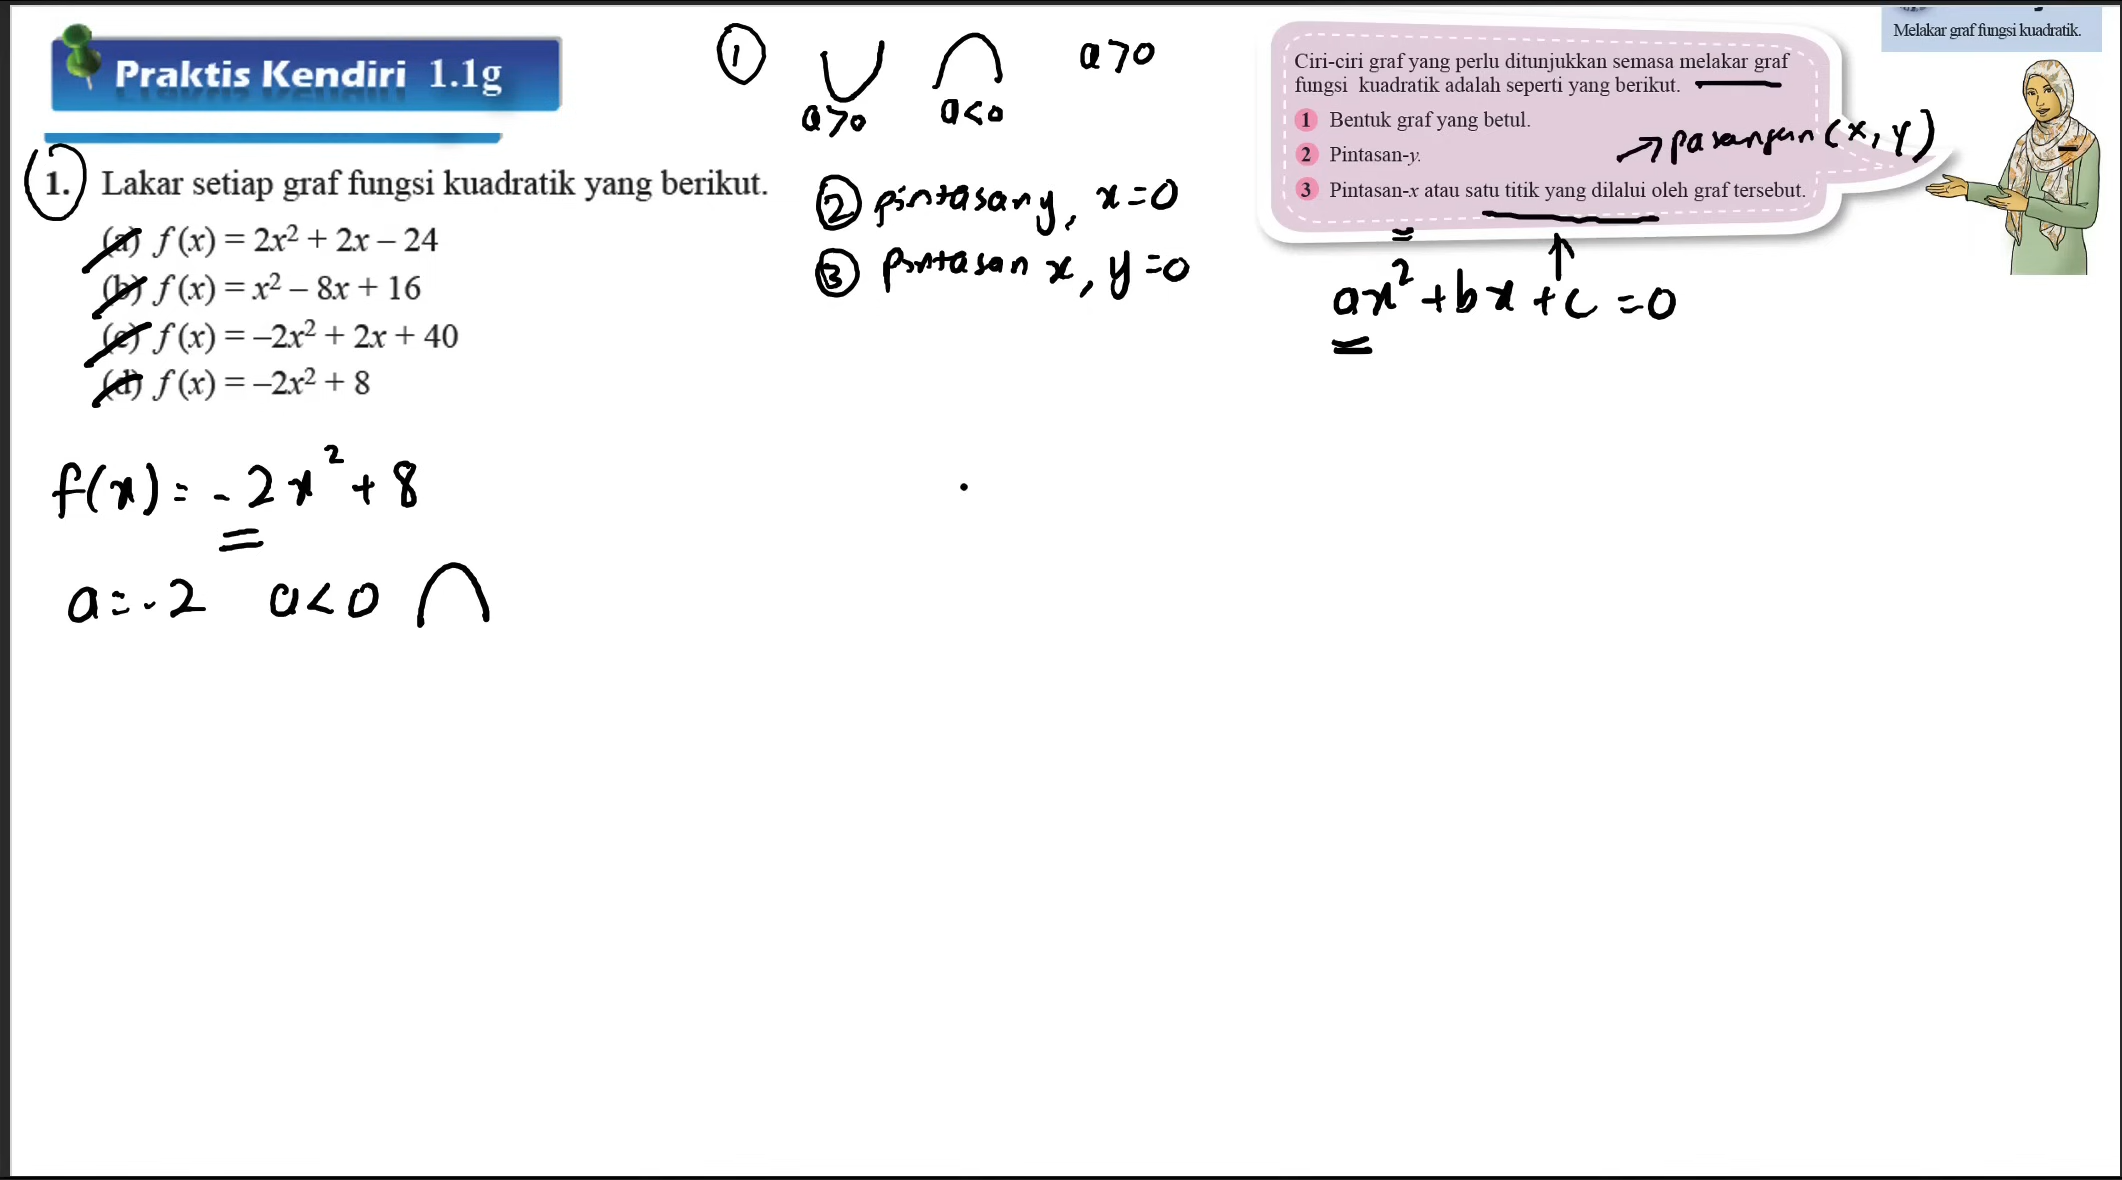 Praktis Kendiri 1.1g
1. Lakar setiap graf fungsi kuadratik yang berikut.
(a) f(x) = 2x² + 2x – 24
(b) f(x) = x² – 8x + 16
(c) f(x) = –2x² + 2x + 40
(d) f(x) = –2x² + 8
f(x) = -2x² + 8
a = -2 a<0
① a>0
a>0 a<0
② pintasan y, x=0
③ pintasan x, y=0
Melakar graf fungsi kuadratik.
Ciri-ciri graf yang perlu ditunjukkan semasa melakar graf
fungsi kuadratik adalah seperti yang berikut.
1 Bentuk graf yang betul.
2 Pintasan-y.
→ pasangan (x, y)
3 Pintasan-x atau satu titik yang dilalui oleh graf tersebut.
ax² + bx + c = 0